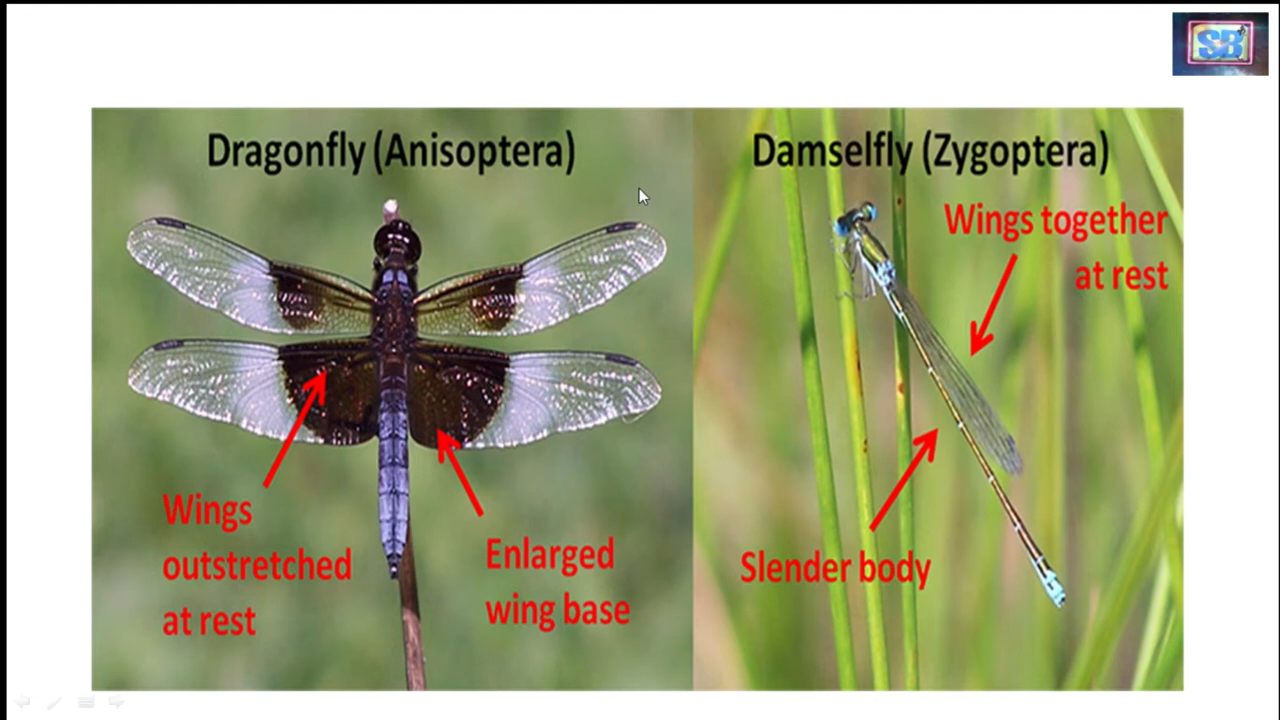 SB
Dragonfly (Anisoptera)
Damselfly (Zygoptera)
Wings together
at rest
Wings
outstretched
at rest
Enlarged
wing base
Slender body